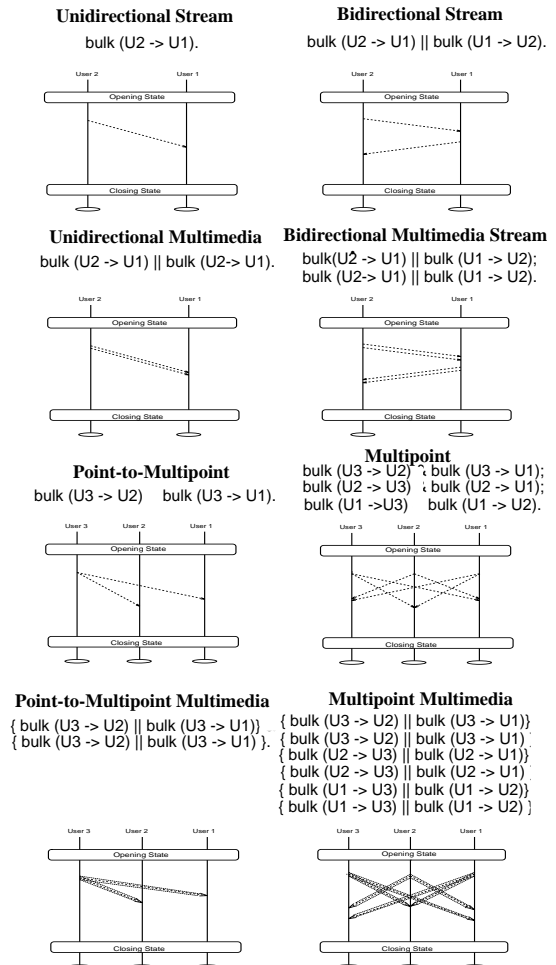 Unidirectional Stream
bulk (U2 -> U1).
User 2 User 1
Opening State
Closing State
Bidirectional Stream
bulk (U2 -> U1) || bulk (U1 -> U2).
User 2 User 1
Opening State
Closing State
Unidirectional Multimedia
bulk (U2 -> U1) || bulk (U2-> U1).
User 2 User 1
Opening State
Closing State
Bidirectional Multimedia Stream
bulk(U2 -> U1) || bulk (U1 -> U2);
bulk (U2-> U1) || bulk (U1 -> U2).
User 2 User 1
Opening State
Closing State
Point-to-Multipoint
bulk (U3 -> U2) bulk (U3 -> U1).
User 3 User 2 User 1
Opening State
Closing State
Multipoint
bulk (U3 -> U2) bulk (U3 -> U1);
bulk (U2 -> U3) bulk (U2 -> U1);
bulk (U1 ->U3) bulk (U1 -> U2).
User 3 User 2 User 1
Opening State
Closing State
Point-to-Multipoint Multimedia
{ bulk (U3 -> U2) || bulk (U3 -> U1)}
{ bulk (U3 -> U2) || bulk (U3 -> U1) }.
User 3 User 2 User 1
Opening State
Closing State
Multipoint Multimedia
{ bulk (U3 -> U2) || bulk (U3 -> U1)}
{ bulk (U3 -> U2) || bulk (U3 -> U1)
{ bulk (U2 -> U3) || bulk (U2 -> U1)}
{ bulk (U2 -> U3) || bulk (U2 -> U1)
{ bulk (U1 -> U3) || bulk (U1 -> U2)}
{ bulk (U1 -> U3) || bulk (U1 -> U2) }
User 3 User 2 User 1
Opening State
Closing State